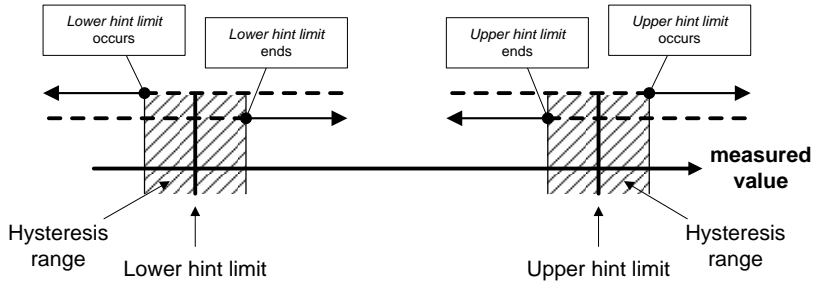 Lower hint limit
occurs
Lower hint limit
ends
Upper hint limit
ends
Upper hint limit
occurs
measured
value
Hysteresis
range
Lower hint limit
Upper hint limit
Hysteresis
range